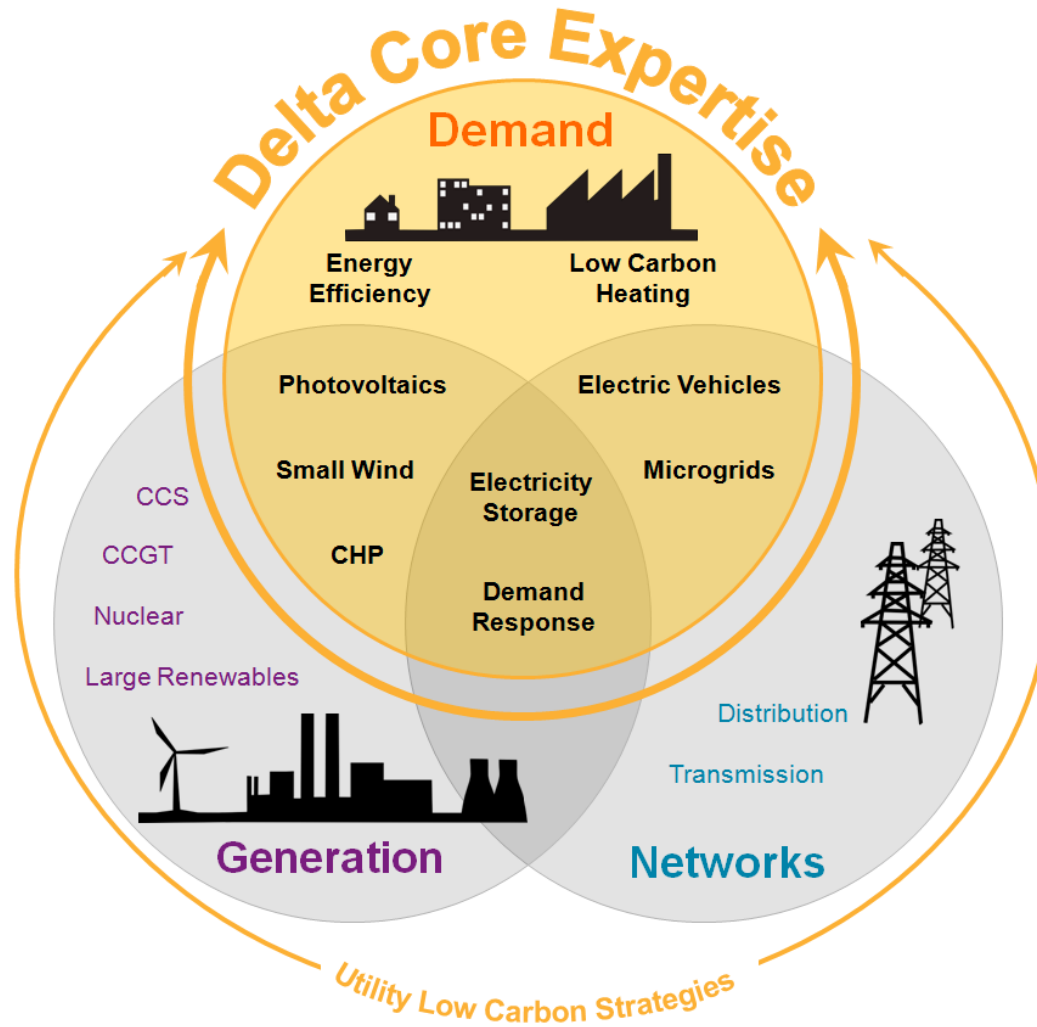 Delta Core Expertise
Demand
Energy
Efficiency
Low Carbon
Heating
Photovoltaics
Electric Vehicles
Small Wind
Electricity
Storage
Microgrids
CCS
CCGT
CHP
Nuclear
Demand
Response
Large Renewables
Distribution
Transmission
Generation
Networks
Utility Low Carbon Strategies